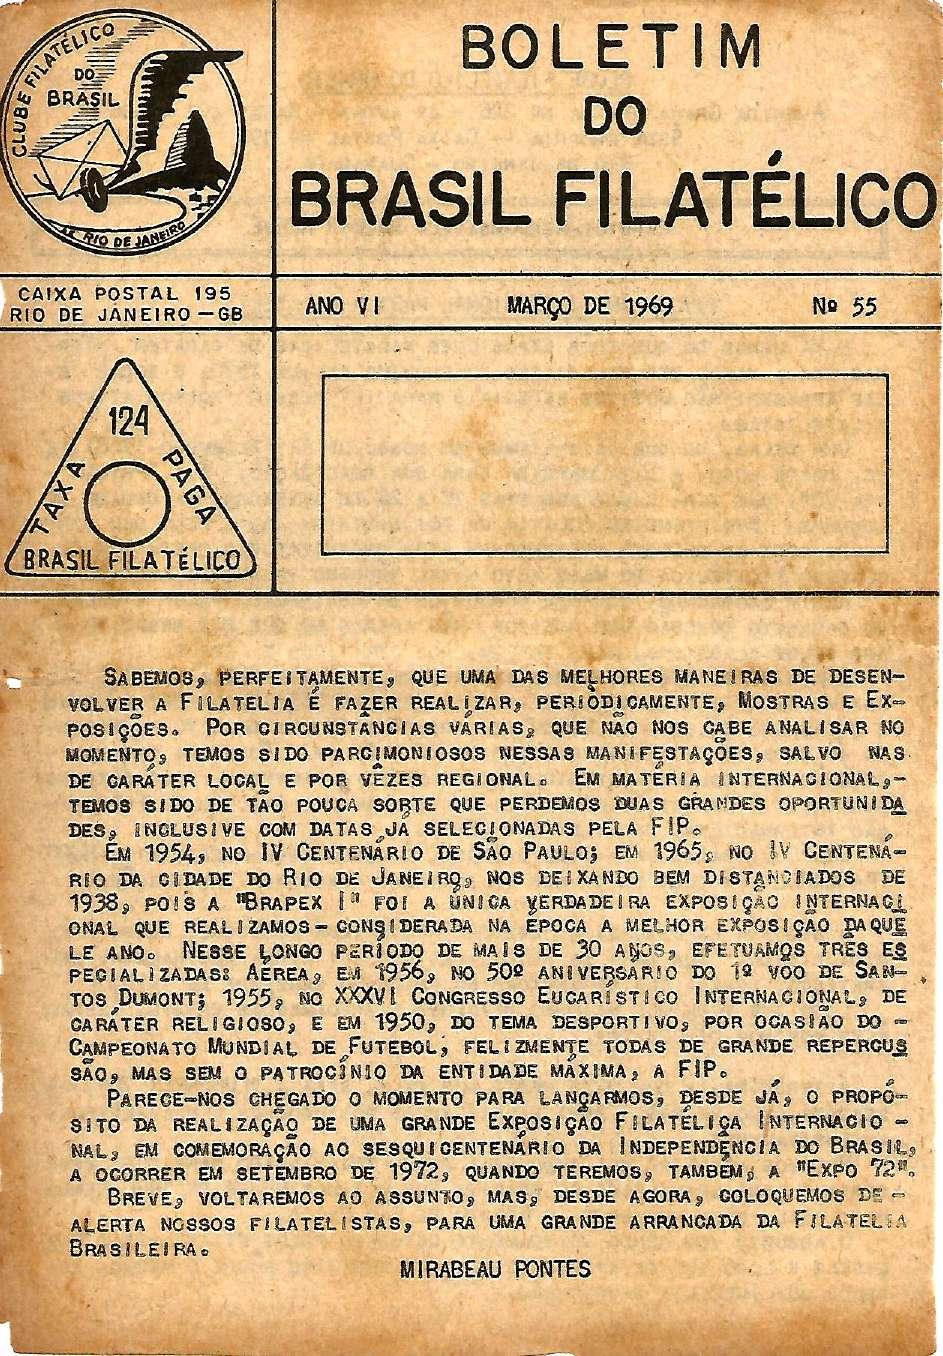 CLUBE FILATÉLICO
DO
BRASIL
RIO DE JANEIRO
BOLETIM
DO
BRASIL FILATÉLICO
CAIXA POSTAL 195
RIO DE JANEIRO — GB
ANO VI MARÇO DE 1969 Nº 55
124
TAXA PAGA
BRASIL FILATÉLICO
SABEMOS, PERFEITAMENTE, QUE UMA DAS MELHORES MANEIRAS DE DESEN-
VOLVER A FILATELIA É FAZER REALIZAR, PERIÓDICAMENTE, MOSTRAS E EX-
POSIÇÕES. POR CIRCUNSTÂNCIAS VÁRIAS, QUE NÃO NOS CABE ANALISAR NO
MOMENTO, TEMOS SIDO PARCIMONIOSOS NESSAS MANIFESTAÇÕES, SALVO NAS
DE CARÁTER LOCAL E POR VEZES REGIONAL. EM MATÉRIA INTERNACIONAL,-
TEMOS SIDO DE TÃO POUCA SORTE QUE PERDEMOS DUAS GRANDES OPORTUNIDA
DES, INCLUSIVE COM DATAS JÁ SELECIONADAS PELA FIP.
EM 1954, NO IV CENTENÁRIO DE SÃO PAULO; EM 1965, NO IV CENTENÁ-
RIO DA CIDADE DO RIO DE JANEIRO, NOS DEIXANDO BEM DISTANCIADOS DE
1938, POIS A "BRAPEX I" FOI A ÚNICA VERDADEIRA EXPOSIÇÃO INTERNACI
ONAL QUE REALIZAMOS - CONSIDERADA NA ÉPOCA A MELHOR EXPOSIÇÃO DAQUE
LE ANO. NESSE LONGO PERÍODO DE MAIS DE 30 ANOS, EFETUAMOS TRÊS ES
PECIALIZADAS: AÉREA, EM 1956, NO 50º ANIVERSÁRIO DO 1º VOO DE SAN-
TOS DUMONT; 1955, NO XXXVI CONGRESSO EUCARÍSTICO INTERNACIONAL, DE
CARÁTER RELIGIOSO, E EM 1950, DO TEMA DESPORTIVO, POR OCASIÃO DO -
CAMPEONATO MUNDIAL DE FUTEBOL, FELIZMENTE TODAS DE GRANDE REPERCUS
SÃO, MAS SEM O PATROCÍNIO DA ENTIDADE MÁXIMA, A FIP.
PARECE-NOS CHEGADO O MOMENTO PARA LANÇARMOS, DESDE JÁ, O PROPÓ-
SITO DA REALIZAÇÃO DE UMA GRANDE EXPOSIÇÃO FILATÉLICA INTERNACIO -
NAL, EM COMEMORAÇÃO AO SESQUICENTENÁRIO DA INDEPENDÊNCIA DO BRASIL,
A OCORRER EM SETEMBRO DE 1972, QUANDO TEREMOS, TAMBÉM, A "EXPO 72".
BREVE, VOLTAREMOS AO ASSUNTO, MAS, DESDE AGORA, COLOQUEMOS DE -
ALERTA NOSSOS FILATELISTAS, PARA UMA GRANDE ARRANCADA DA FILATELIA
BRASILEIRA.
MIRABEAU PONTES